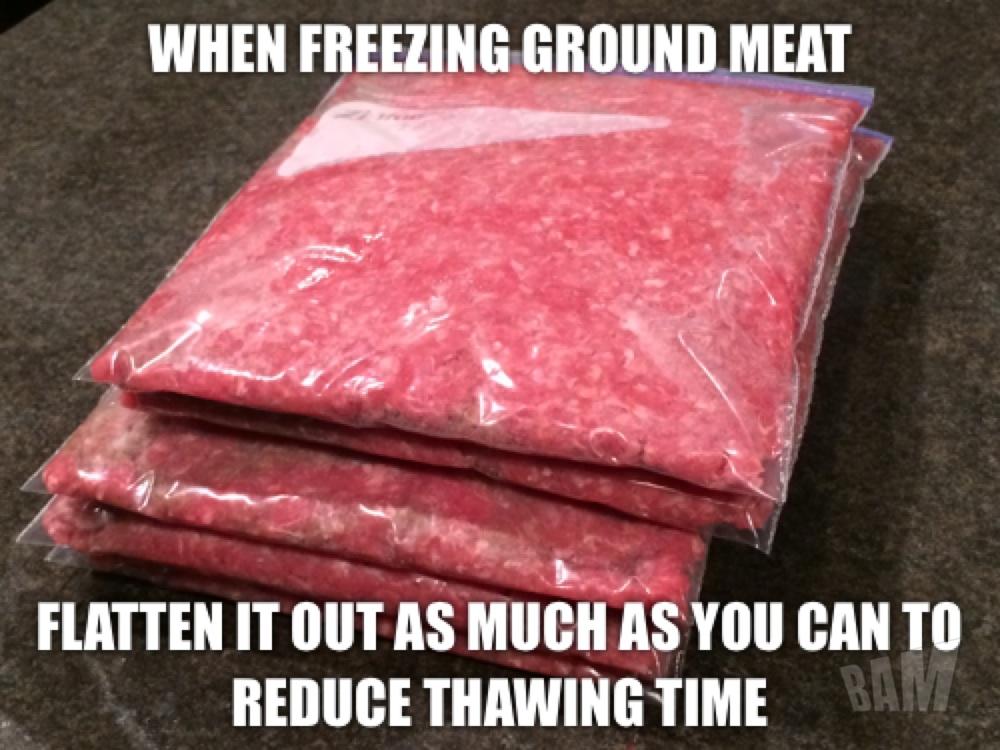 WHEN FREEZING GROUND MEAT
FLATTEN IT OUT AS MUCH AS YOU CAN TO
REDUCE THAWING TIME
BAM